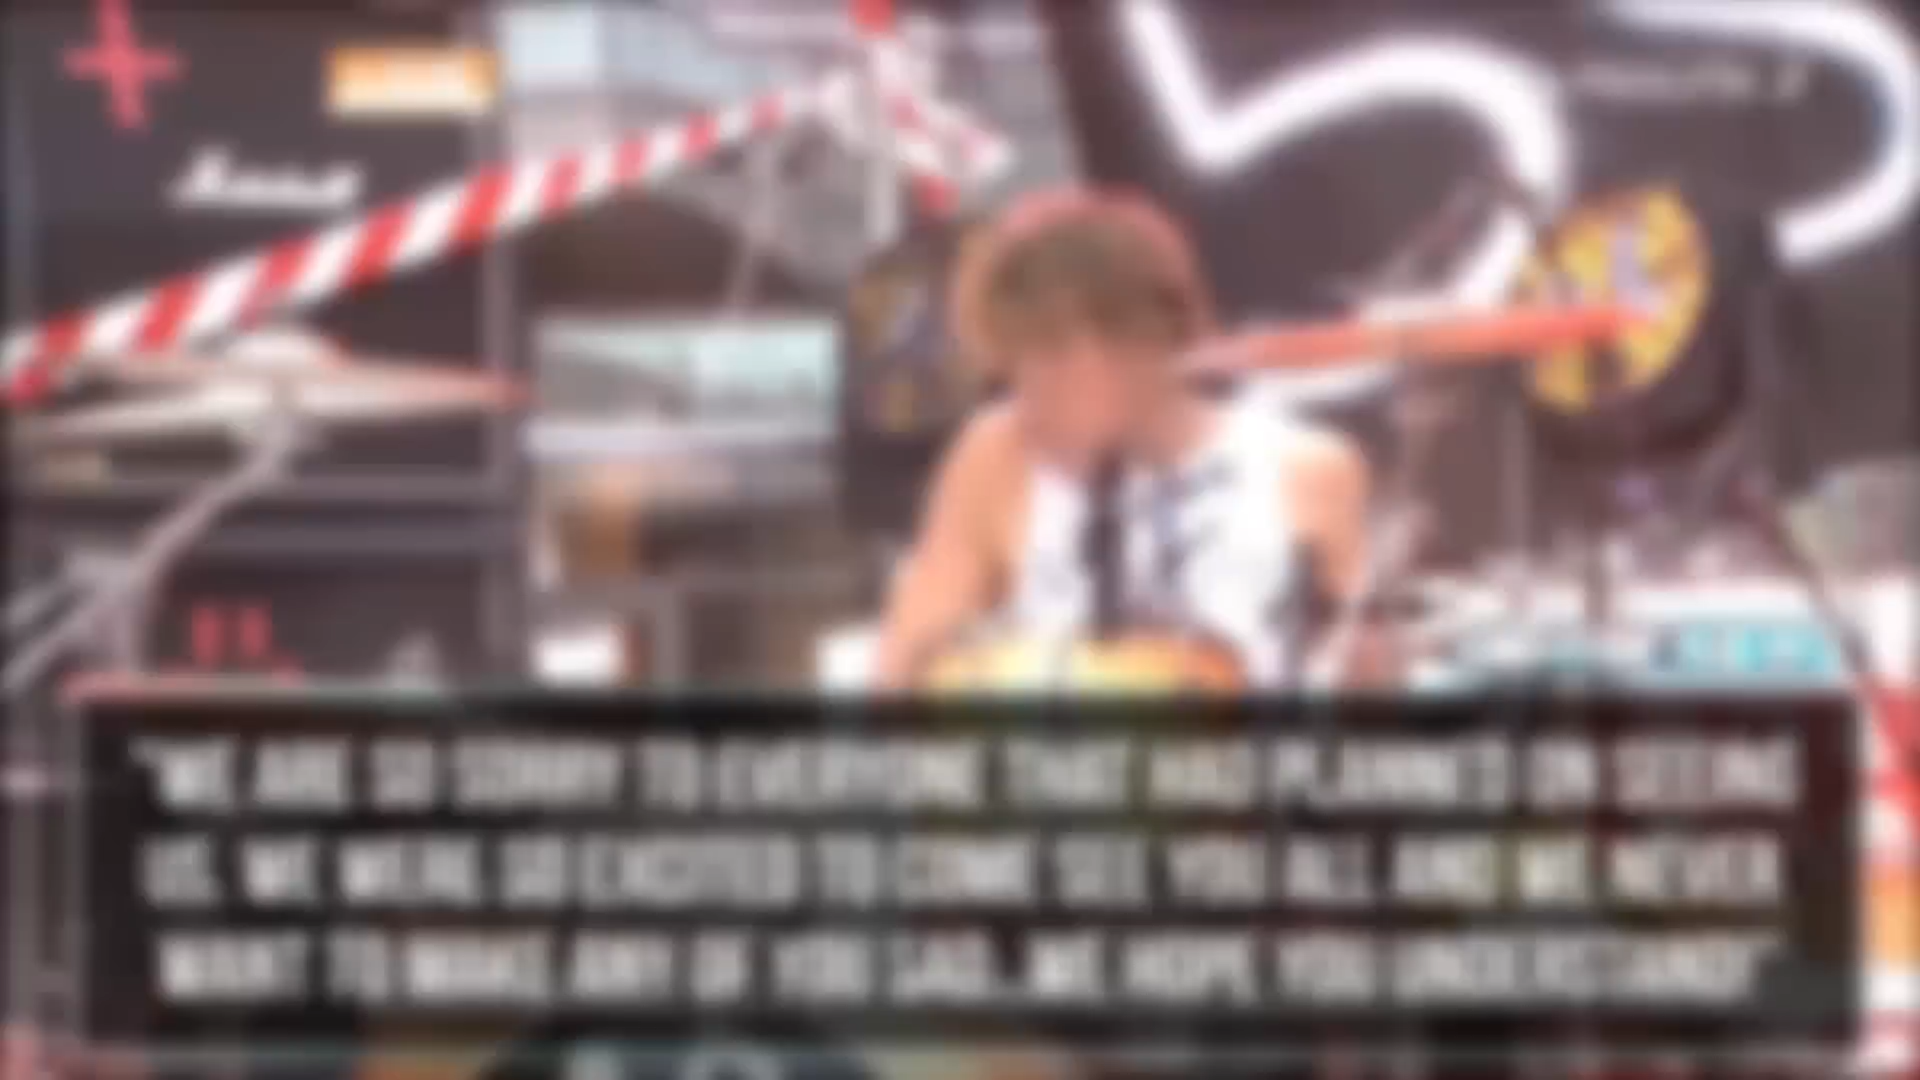 "WE ARE SO SORRY TO EVERYONE THAT HAD PLANNED ON SEEING
US. WE WERE SO EXCITED TO COME SEE YOU ALL AND WE NEVER
WANT TO MAKE ANY OF YOU SAD. WE HOPE YOU UNDERSTAND"